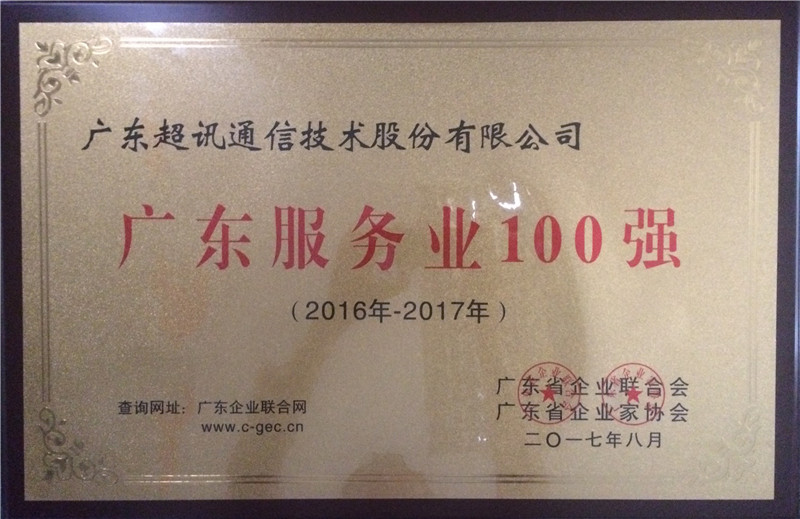 广东超讯通信技术股份有限公司
广东服务业100强
（2016年-2017年）
查询网址：广东企业联合网
www.c-gec.cn
广东省企业联合会
广东省企业家协会
二〇一七年八月